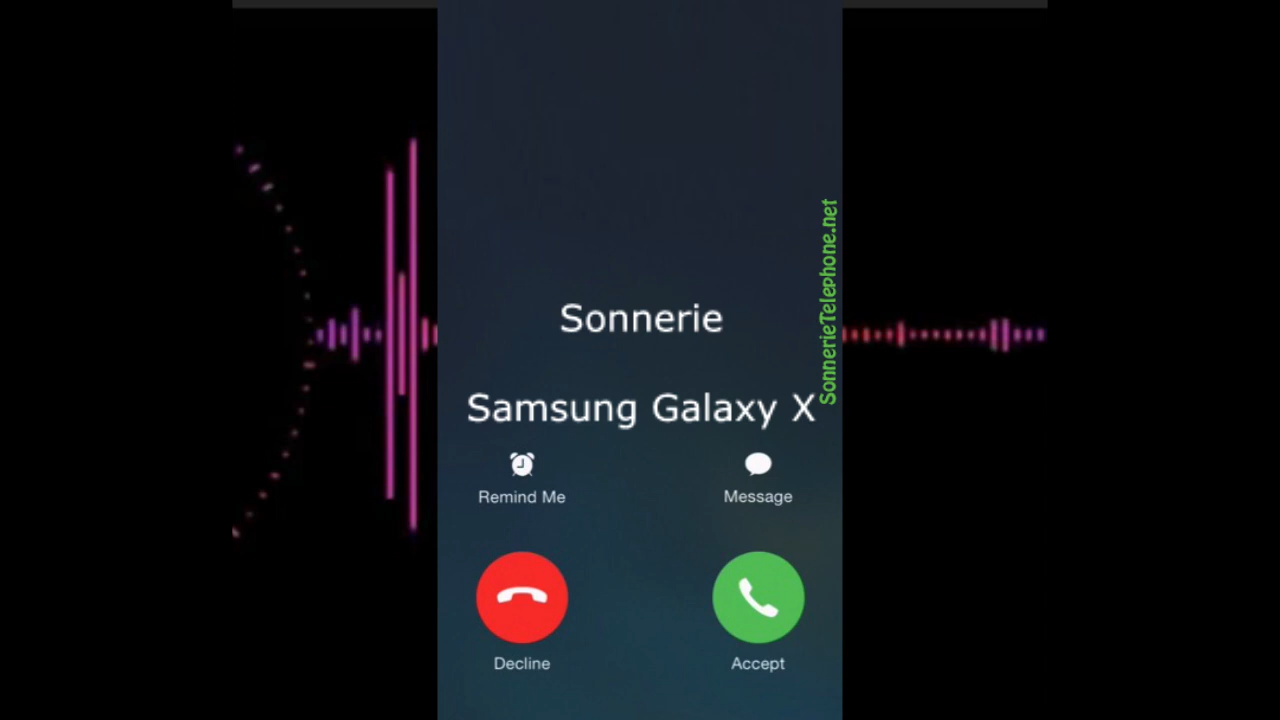 Sonnerie
Samsung Galaxy X
SonnerieTelephone.net
Remind Me
Message
Decline
Accept